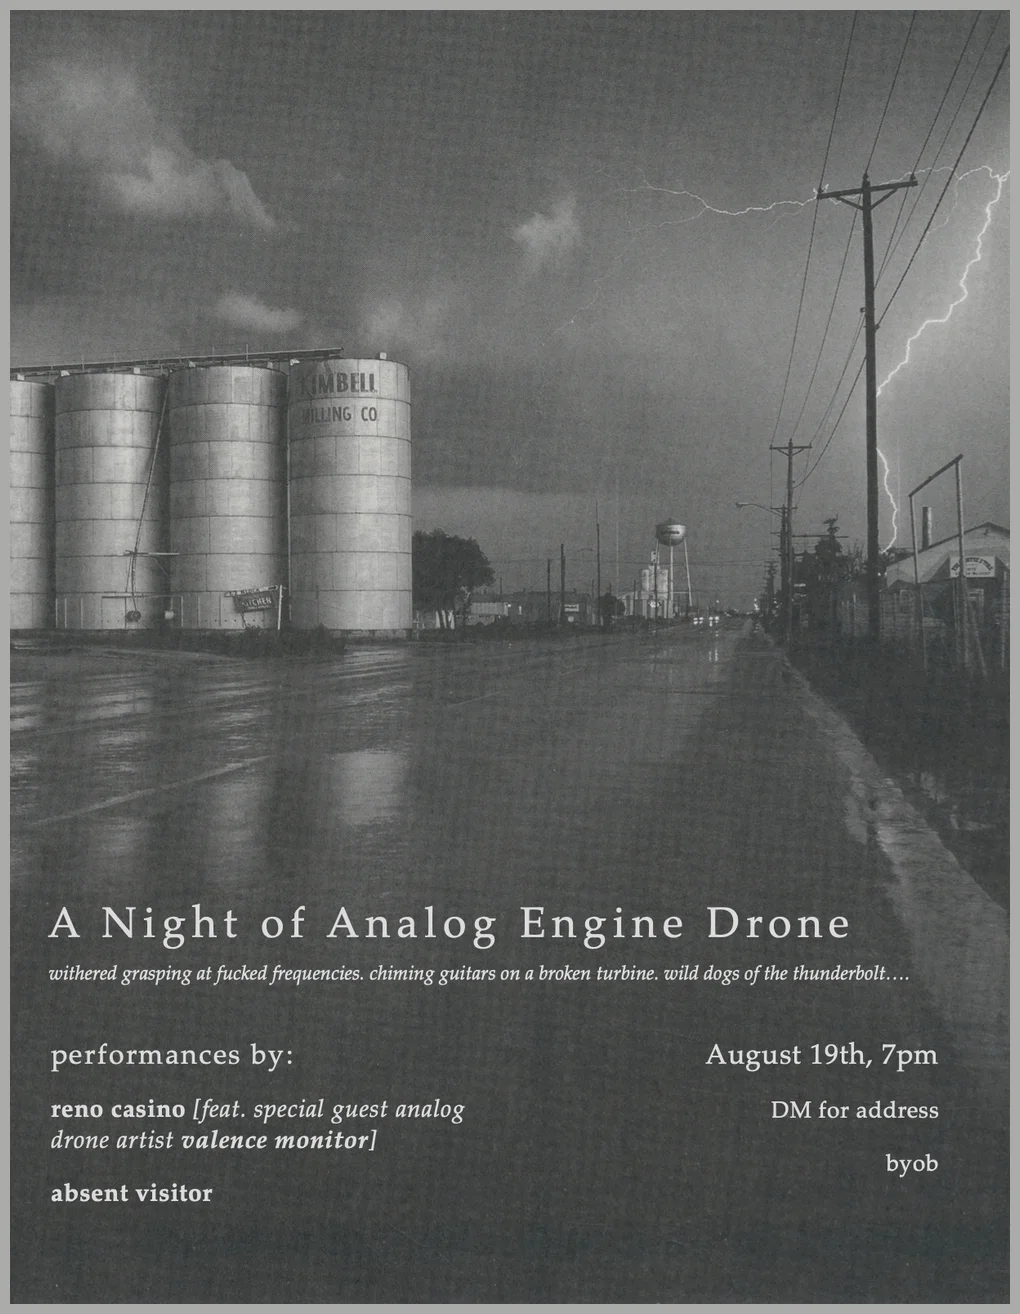 KIMBELL
MILLING CO
KITCHEN
A Night of Analog Engine Drone
withered grasping at fucked frequencies. chiming guitars on a broken turbine. wild dogs of the thunderbolt....
performances by:
reno casino [feat. special guest analog
drone artist valence monitor]
absent visitor
August 19th, 7pm
DM for address
byob